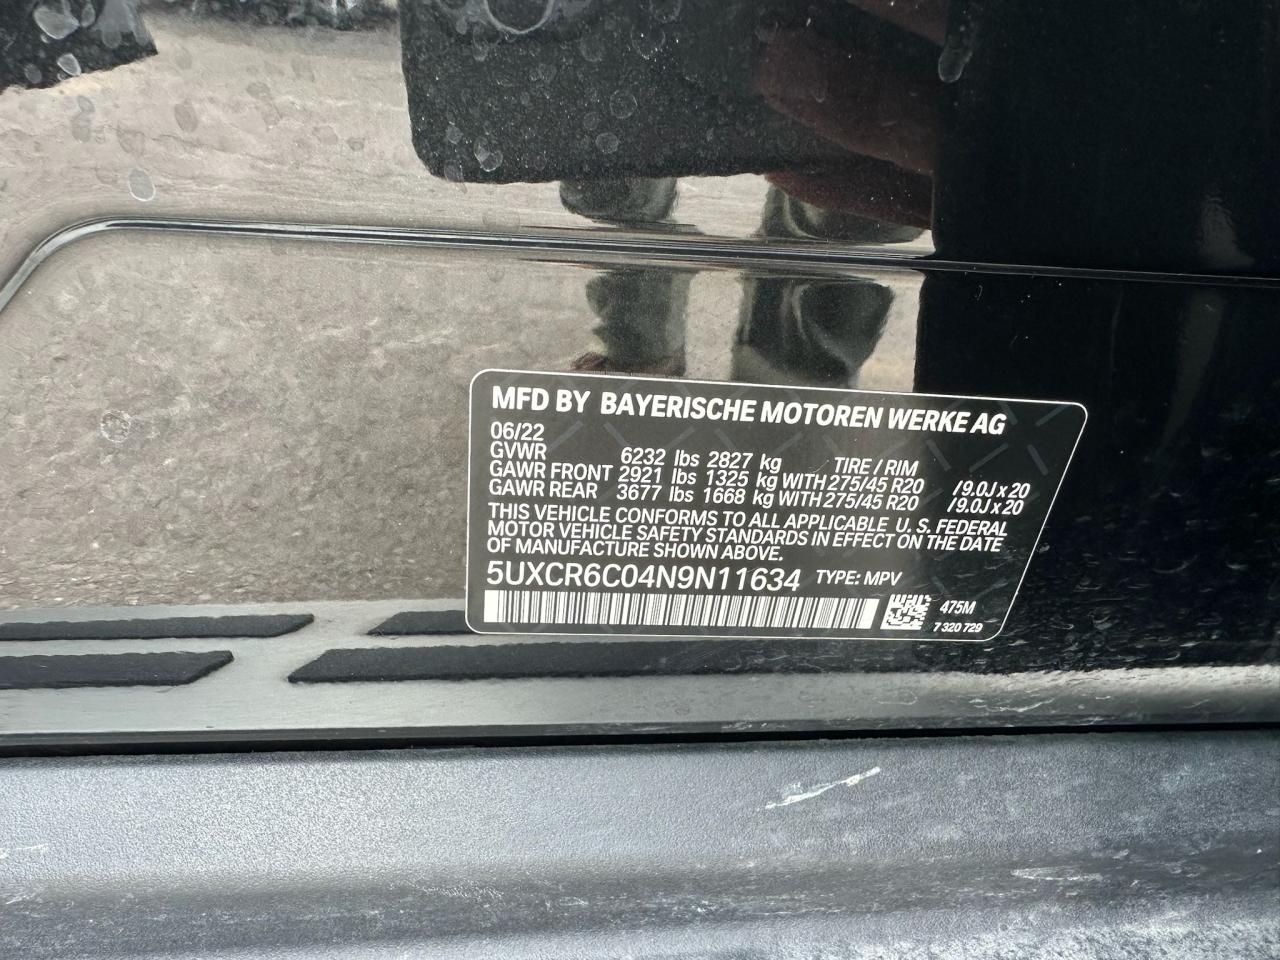 MFD BY BAYERISCHE MOTOREN WERKE AG
06/22
GVWR 6232 lbs 2827 kg TIRE / RIM
GAWR FRONT 2921 lbs 1325 kg WITH 275/45 R20 / 9.0J x 20
GAWR REAR 3677 lbs 1668 kg WITH 275/45 R20 / 9.0J x 20
THIS VEHICLE CONFORMS TO ALL APPLICABLE U. S. FEDERAL
MOTOR VEHICLE SAFETY STANDARDS IN EFFECT ON THE DATE
OF MANUFACTURE SHOWN ABOVE.
5UXCR6C04N9N11634 TYPE: MPV
475M
7 320 729